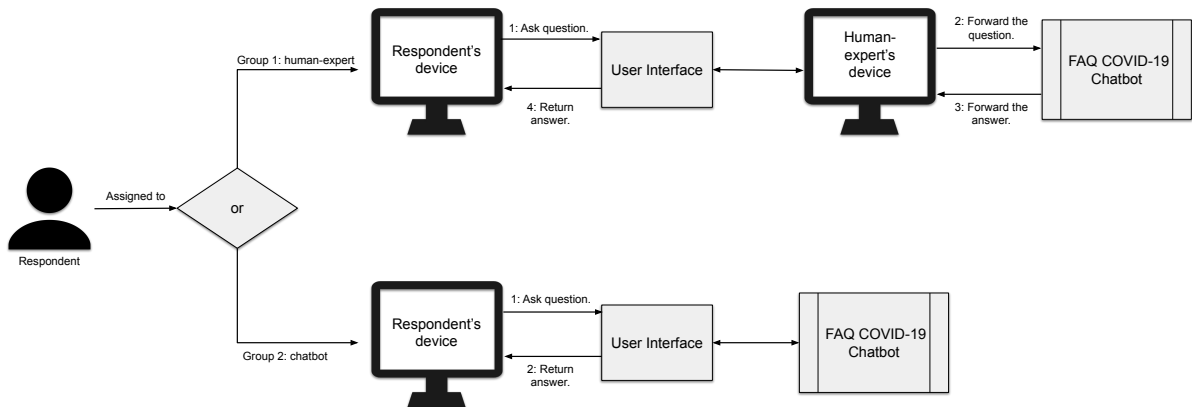 Group 1: human-expert
Respondent's
device
1: Ask question.
4: Return
answer.
User Interface
Human-
expert's
device
2: Forward the
question.
3: Forward the
answer.
FAQ COVID-19
Chatbot
Respondent
Assigned to
or
Group 2: chatbot
Respondent's
device
1: Ask question.
2: Return
answer.
User Interface
FAQ COVID-19
Chatbot